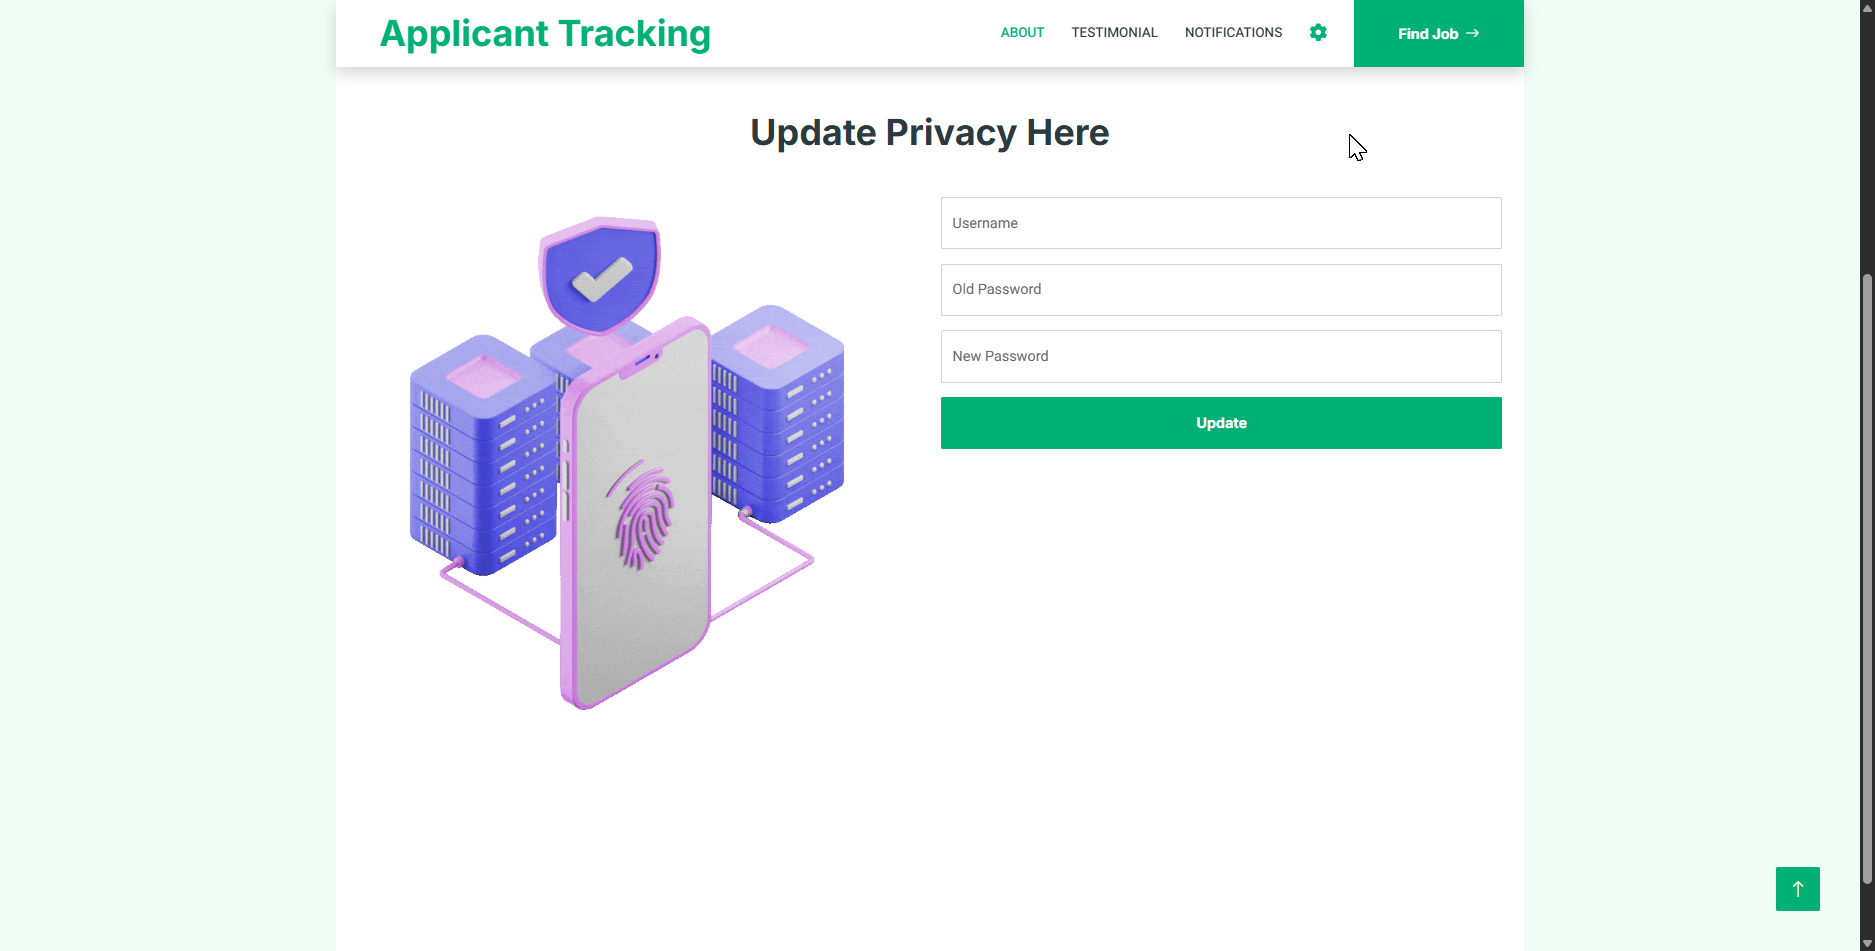 Applicant Tracking
ABOUT
TESTIMONIAL
NOTIFICATIONS
Find Job →
Update Privacy Here
Username
Old Password
New Password
Update